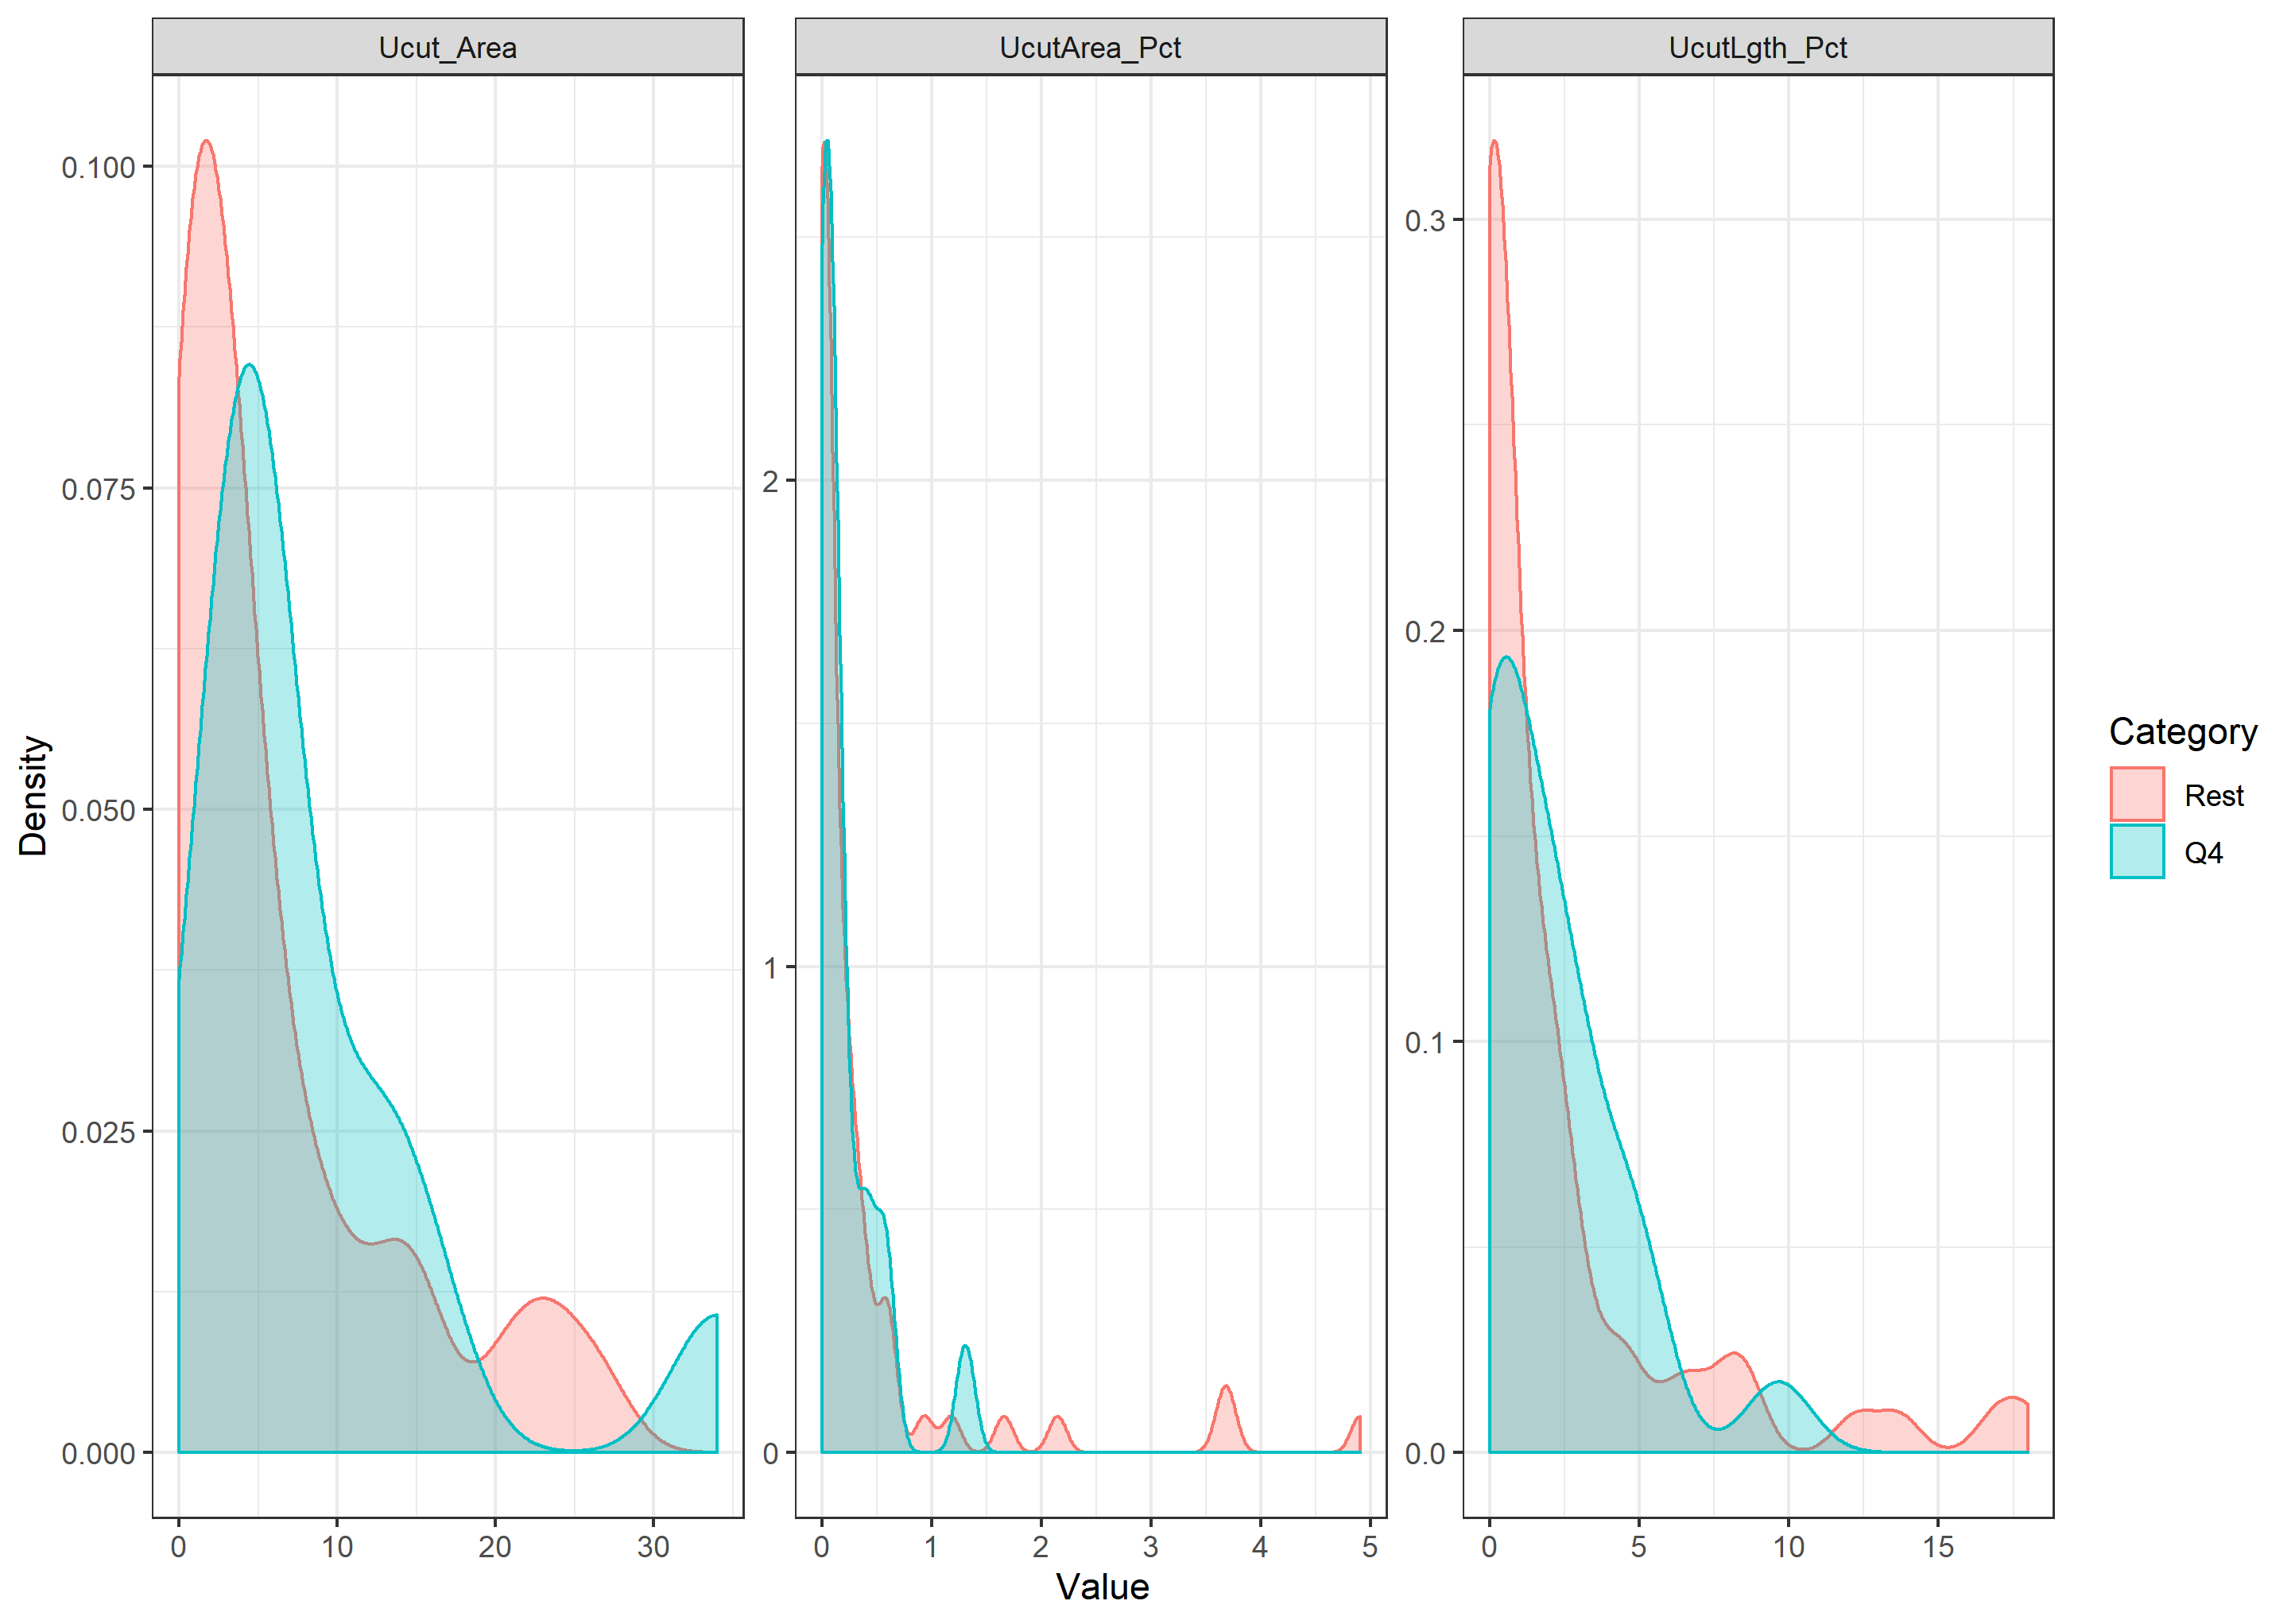 Ucut_Area
UcutArea_Pct
UcutLgth_Pct
Density
0.100
0.075
0.050
0.025
0.000
2
1
0
0.3
0.2
0.1
0.0
0 10 20 30
0 1 2 3 4 5
0 5 10 15
Value
Category
Rest
Q4